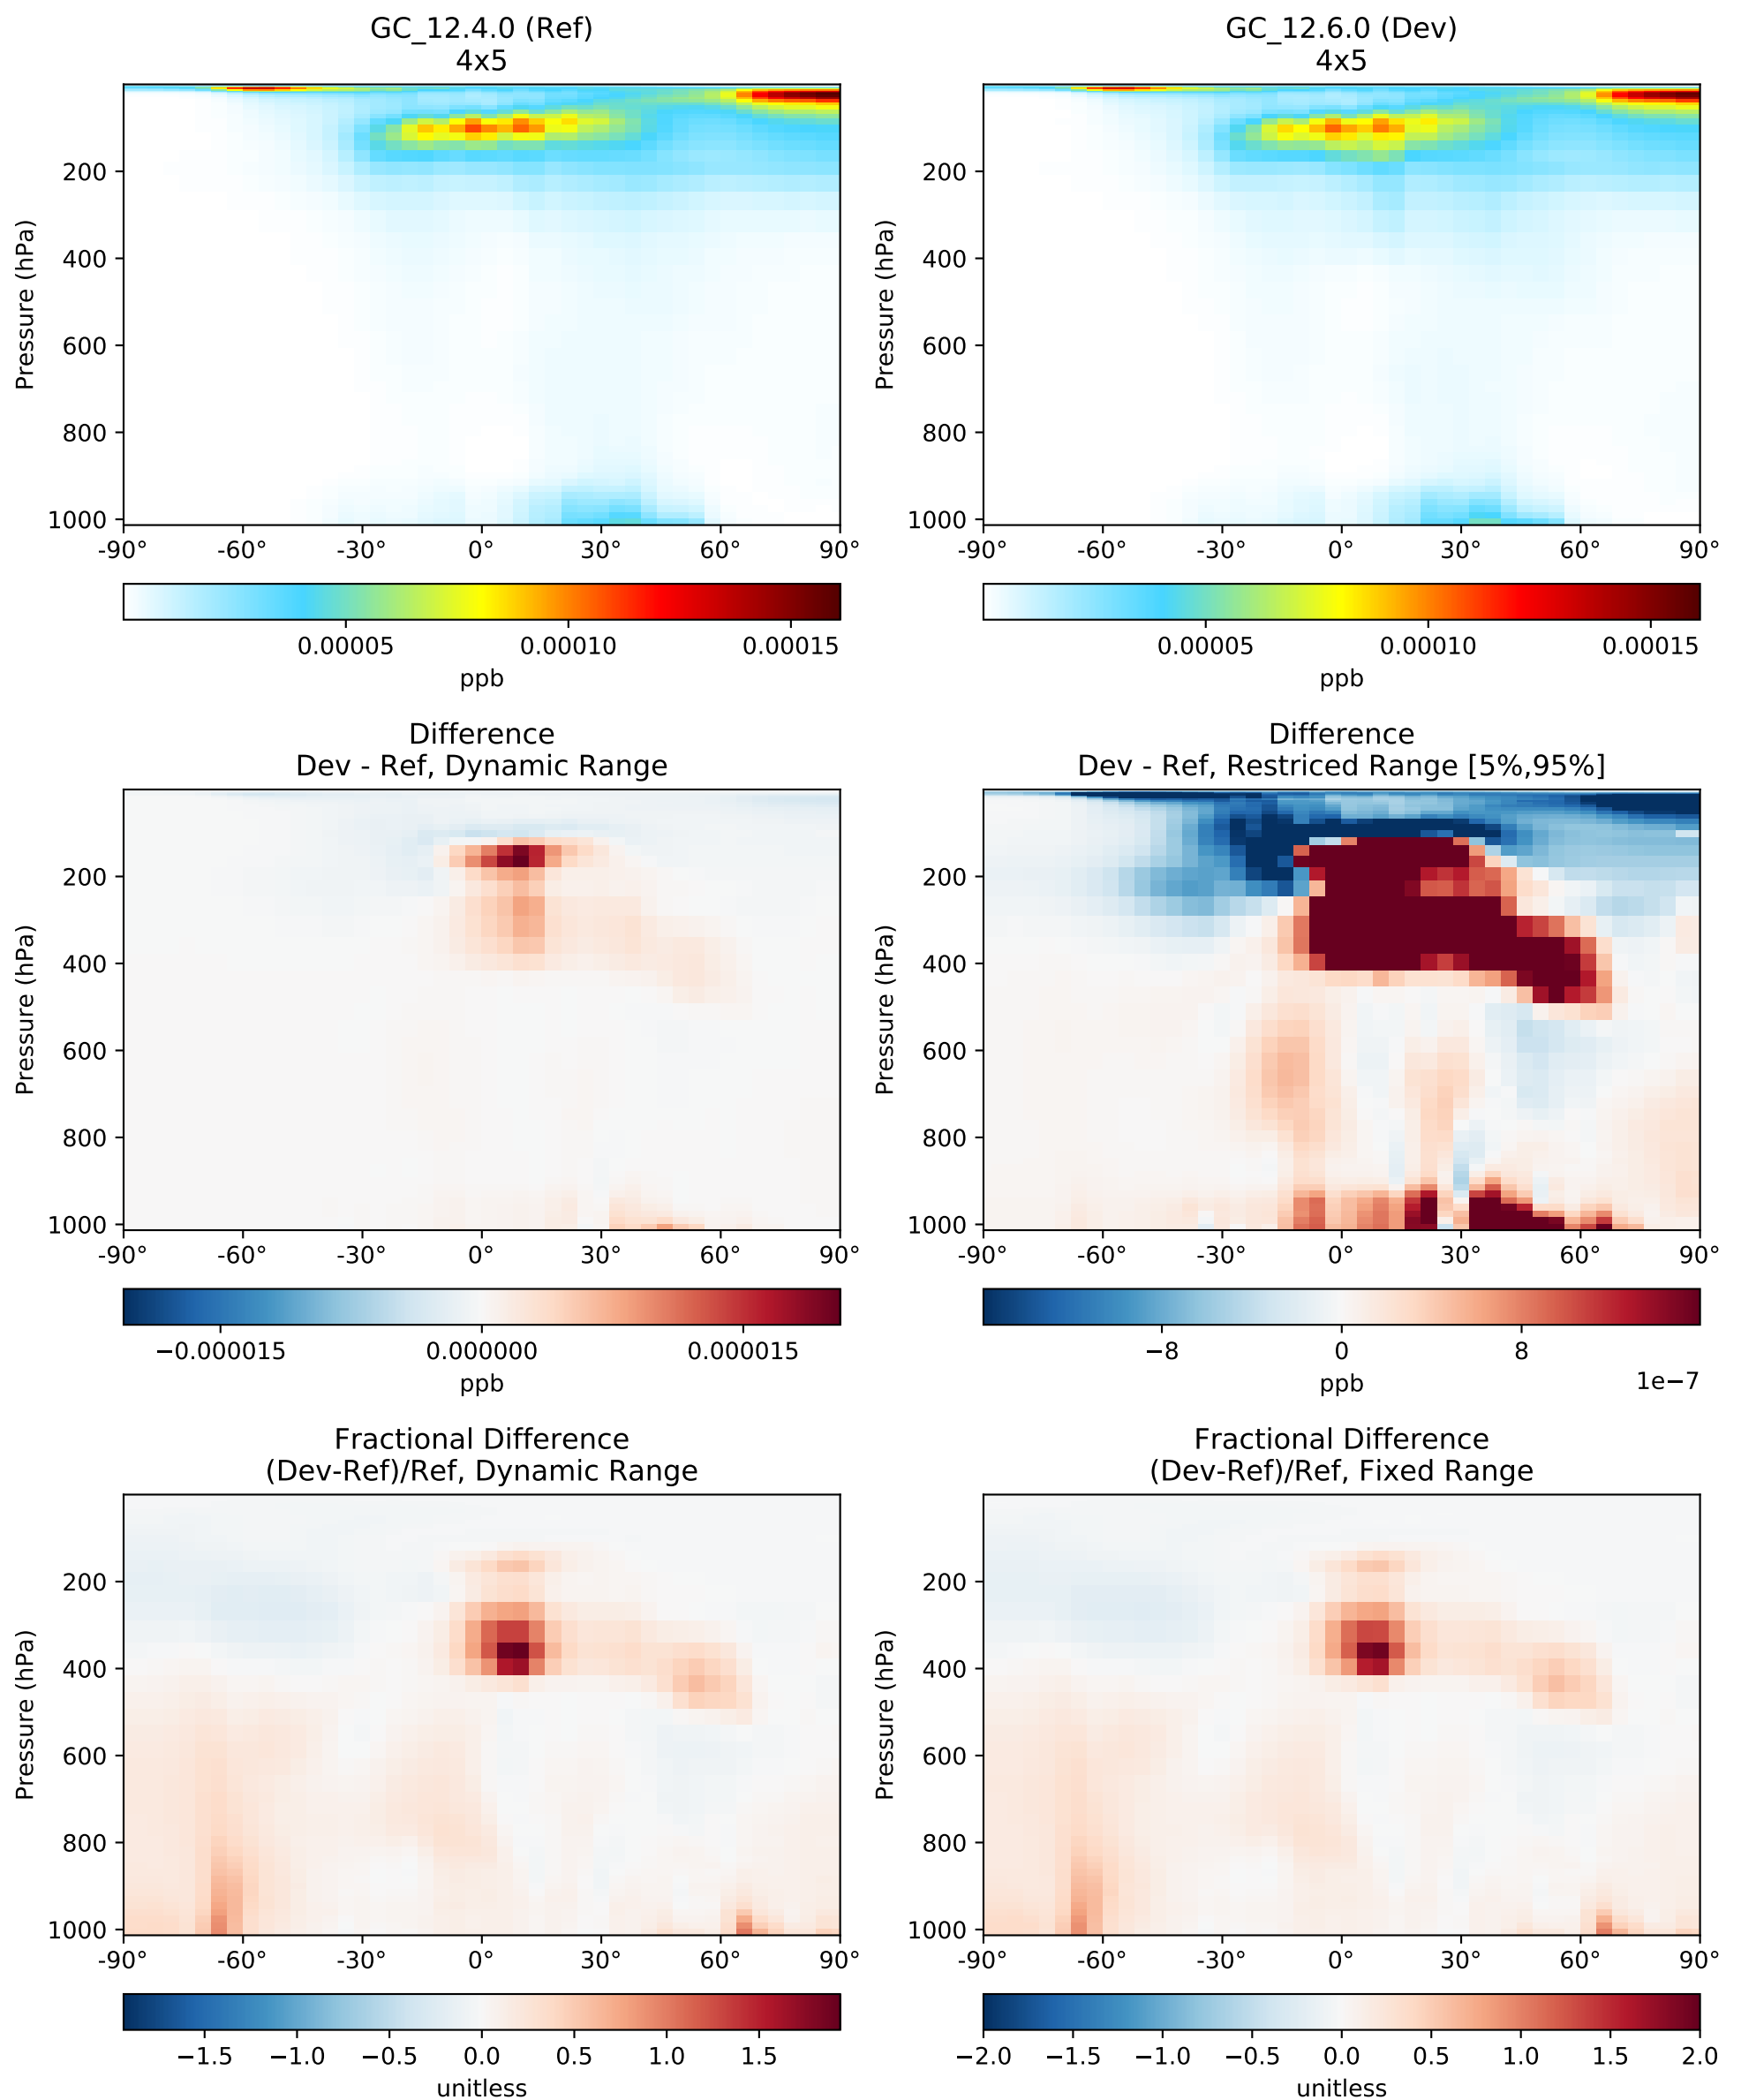 GC_12.4.0 (Ref)
4x5
GC_12.6.0 (Dev)
4x5
Pressure (hPa)
200
400
600
800
1000
-90° -60° -30° 0° 30° 60° 90°
0.00005 0.00010 0.00015
ppb
Pressure (hPa)
200
400
600
800
1000
-90° -60° -30° 0° 30° 60° 90°
0.00005 0.00010 0.00015
ppb
Difference
Dev - Ref, Dynamic Range
Difference
Dev - Ref, Restriced Range [5%,95%]
Pressure (hPa)
200
400
600
800
1000
-90° -60° -30° 0° 30° 60° 90°
−0.000015 0.000000 0.000015
ppb
Pressure (hPa)
200
400
600
800
1000
-90° -60° -30° 0° 30° 60° 90°
−8 0 8
ppb
1e−7
Fractional Difference
(Dev-Ref)/Ref, Dynamic Range
Fractional Difference
(Dev-Ref)/Ref, Fixed Range
Pressure (hPa)
200
400
600
800
1000
-90° -60° -30° 0° 30° 60° 90°
−1.5 −1.0 −0.5 0.0 0.5 1.0 1.5
unitless
Pressure (hPa)
200
400
600
800
1000
-90° -60° -30° 0° 30° 60° 90°
−2.0 −1.5 −1.0 −0.5 0.0 0.5 1.0 1.5 2.0
unitless